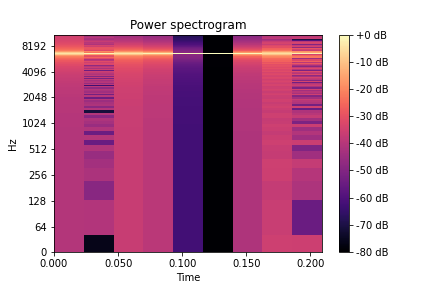 Power spectrogram
8192
4096
2048
1024
512
256
128
64
0
Hz
0.000 0.050 0.100 0.150 0.200
Time
+0 dB
-10 dB
-20 dB
-30 dB
-40 dB
-50 dB
-60 dB
-70 dB
-80 dB